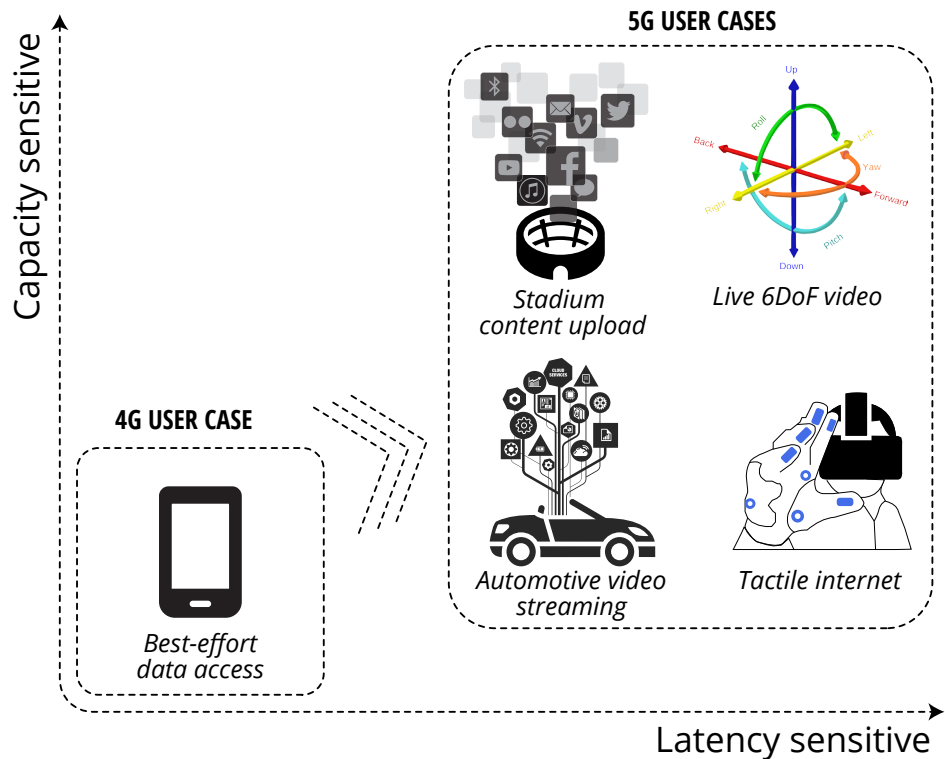 5G USER CASES
Capacity sensitive
Up
Roll
Left
Back
Yaw
Forward
Right
Pitch
Down
Stadium
content upload
Live 6DoF video
CLOUD
SERVICES
4G USER CASE
Best-effort
data access
Automotive video
streaming
Tactile internet
Latency sensitive